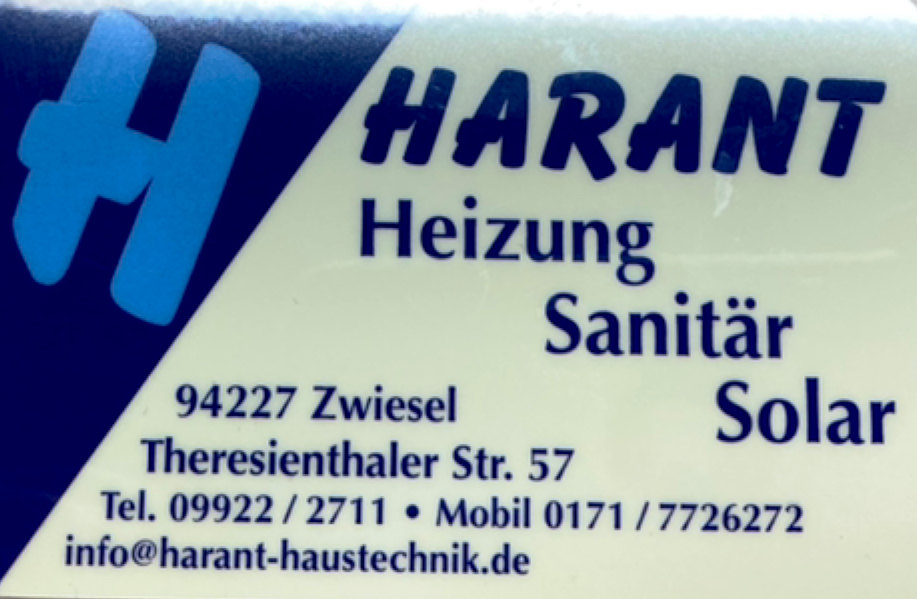 H
HARANT
Heizung
Sanitär
Solar
94227 Zwiesel
Theresienthaler Str. 57
Tel. 09922 / 2711 • Mobil 0171 / 7726272
info@harant-haustechnik.de